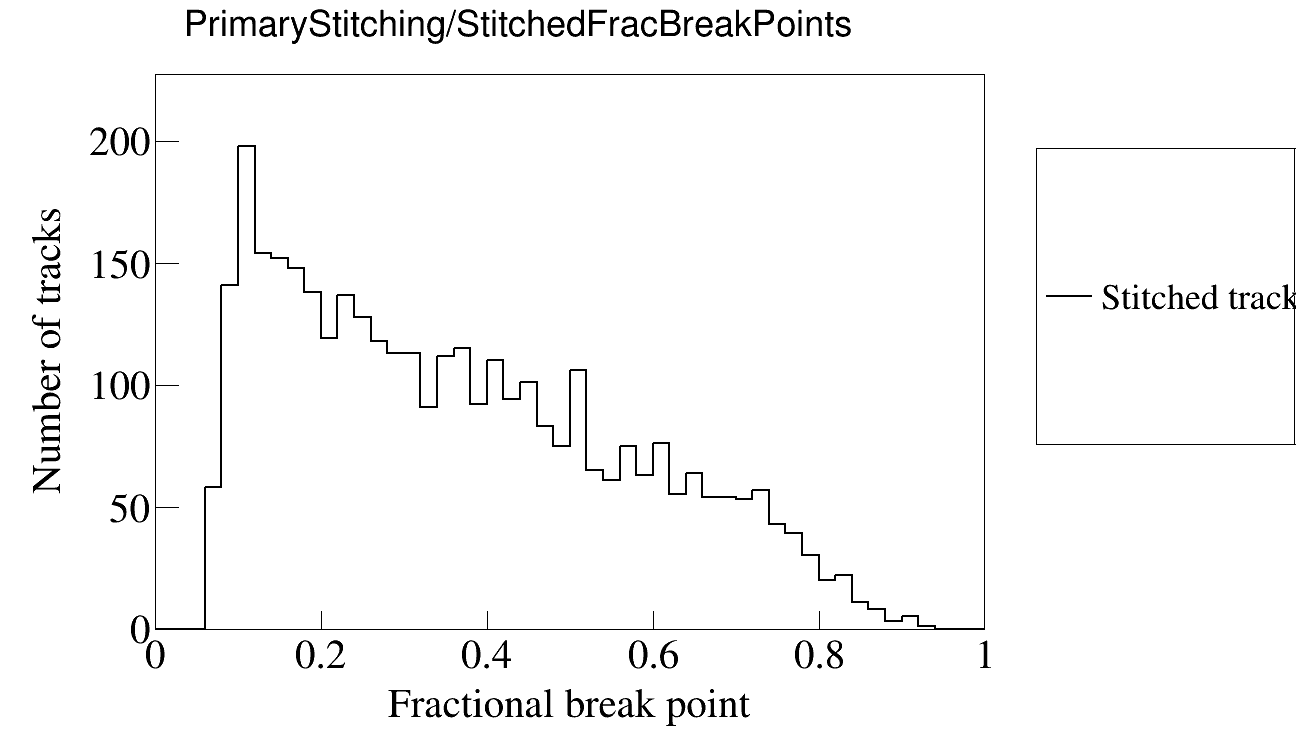 PrimaryStitching/StitchedFracBreakPoints
Number of tracks
200
150
100
50
0
0 0.2 0.4 0.6 0.8 1
Fractional break point
Stitched track